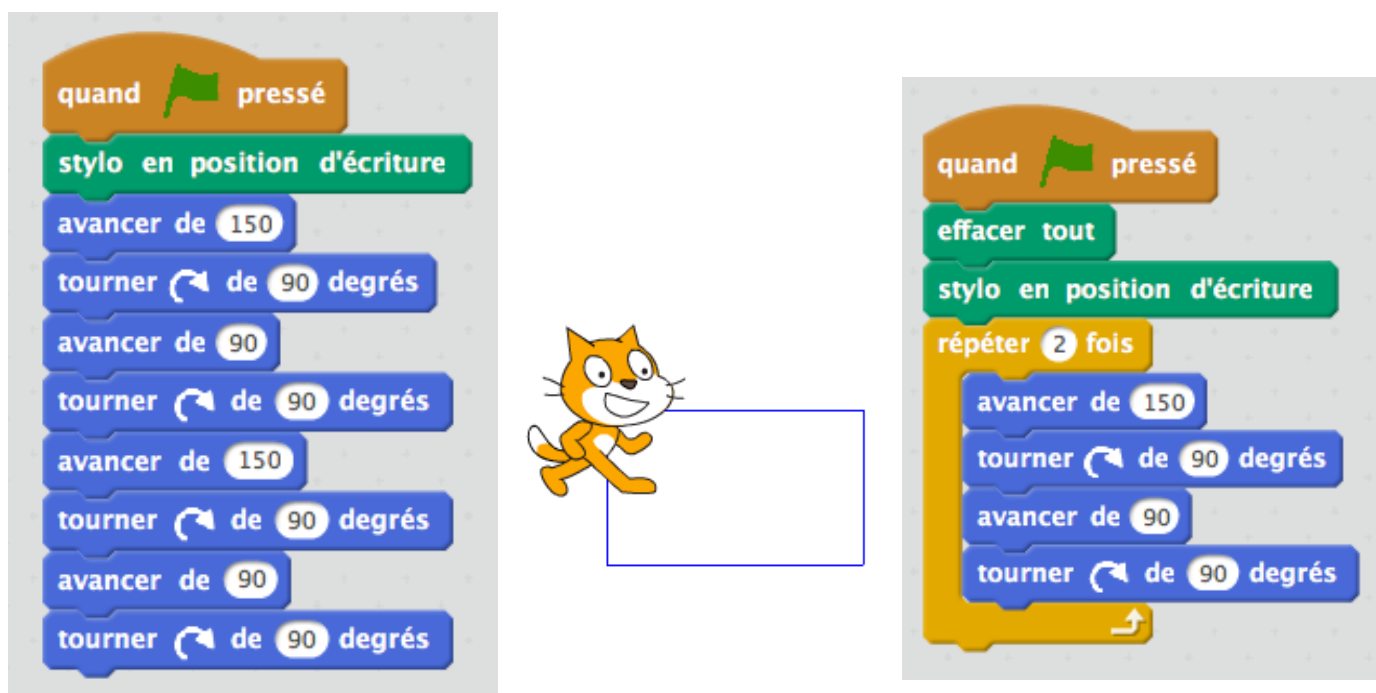 quand pressé
stylo en position d'écriture
avancer de 150
tourner de 90 degrés
avancer de 90
tourner de 90 degrés
avancer de 150
tourner de 90 degrés
avancer de 90
tourner de 90 degrés
quand pressé
effacer tout
stylo en position d'écriture
répéter 2 fois
avancer de 150
tourner de 90 degrés
avancer de 90
tourner de 90 degrés